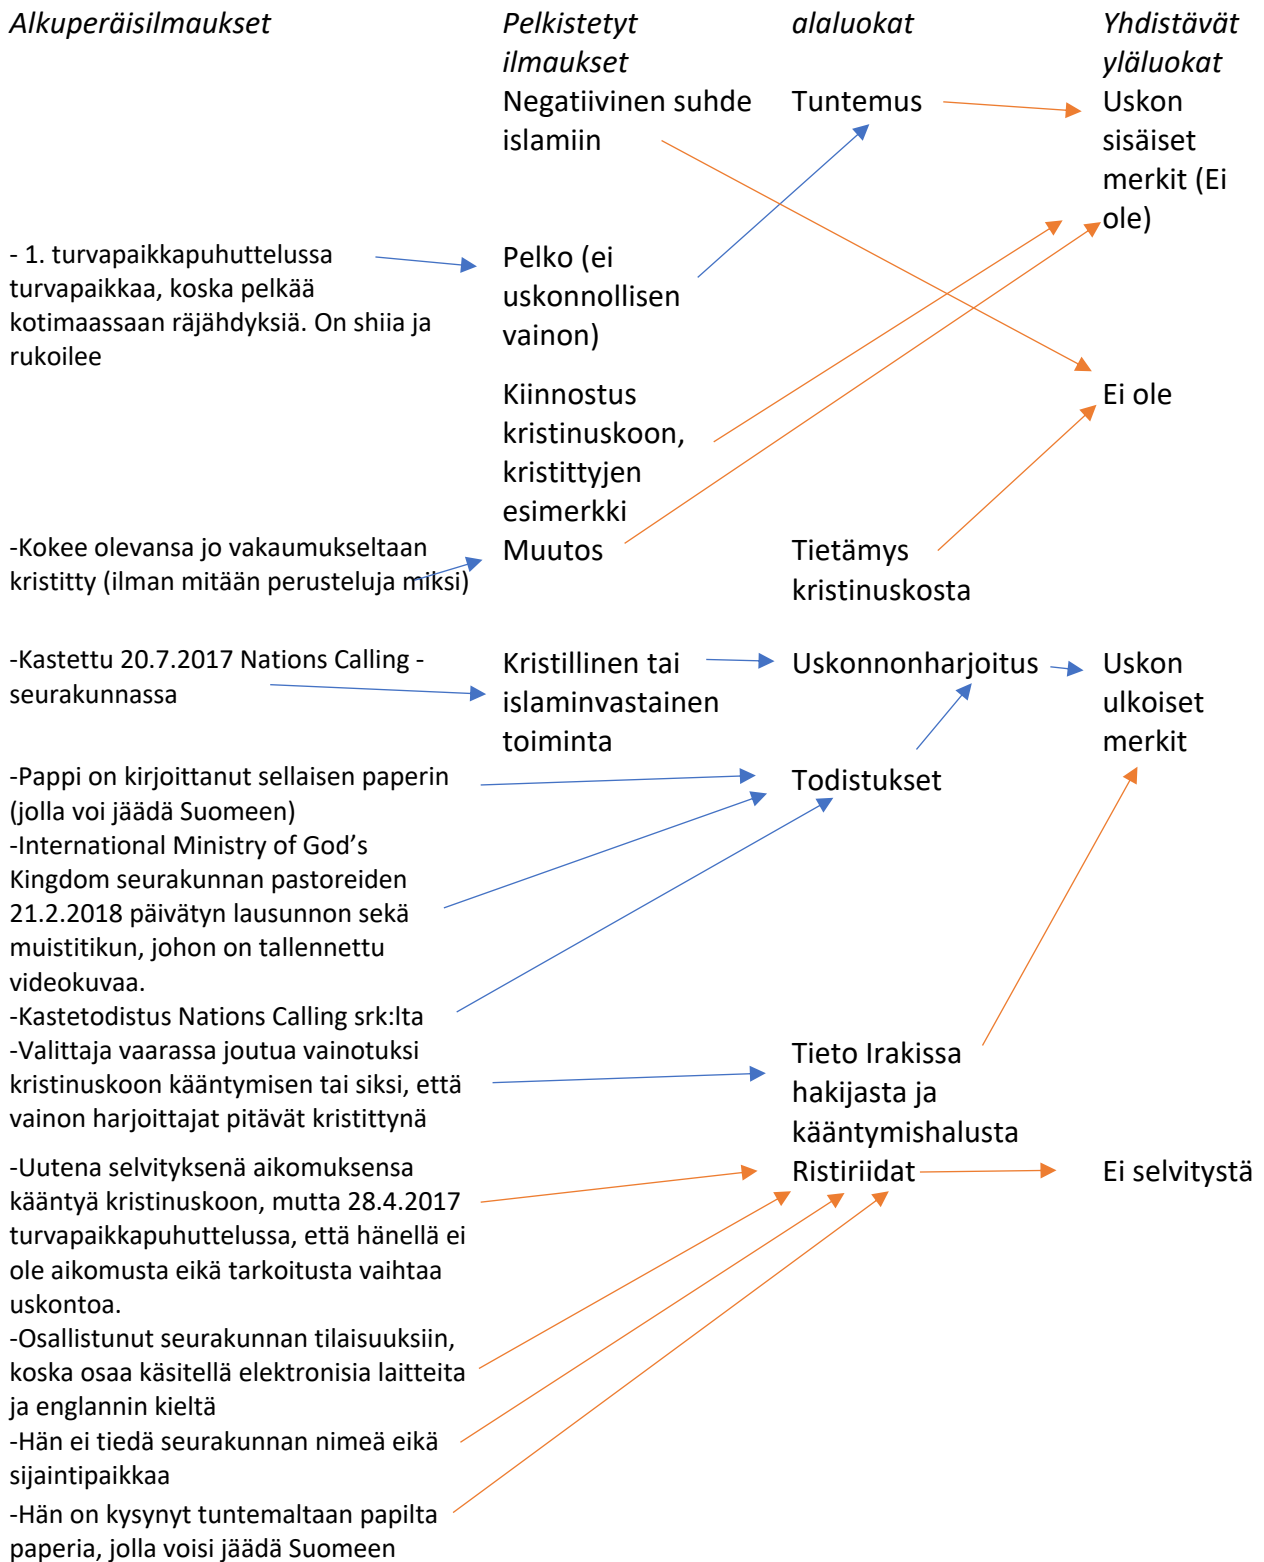 Alkuperäisilmaukset
Pelkistetyt
ilmaukset
alaluokat
Yhdistävät
yläluokat
Negatiivinen suhde
islamiin
Tuntemus
Uskon
sisäiset
merkit (Ei
ole)
- 1. turvapaikkapuhuttelussa
turvapaikkaa, koska pelkää
kotimaassaan räjähdyksiä. On shiia ja
rukoilee
Pelko (ei
uskonnollisen
vainon)
Kiinnostus
kristinuskoon,
kristittyjen
esimerkki
Ei ole
-Kokee olevansa jo vakaumukseltaan
kristitty (ilman mitään perusteluja miksi)
Muutos
Tietämys
kristinuskosta
-Kastettu 20.7.2017 Nations Calling -
seurakunnassa
Kristillinen tai
islaminvastainen
toiminta
Uskonnonharjoitus
Uskon
ulkoiset
merkit
-Pappi on kirjoittanut sellaisen paperin
(jolla voi jäädä Suomeen)
Todistukset
-International Ministry of God’s
Kingdom seurakunnan pastoreiden
21.2.2018 päivätyn lausunnon sekä
muistitikun, johon on tallennettu
videokuvaa.
-Kastetodistus Nations Calling srk:lta
-Valittaja vaarassa joutua vainotuksi
kristinuskoon kääntymisen tai siksi, että
vainon harjoittajat pitävät kristittynä
Tieto Irakissa
hakijasta ja
kääntymishalusta
-Uutena selvityksenä aikomuksensa
kääntyä kristinuskoon, mutta 28.4.2017
turvapaikkapuhuttelussa, että hänellä ei
ole aikomusta eikä tarkoitusta vaihtaa
uskontoa.
Ristiriidat
Ei selvitystä
-Osallistunut seurakunnan tilaisuuksiin,
koska osaa käsitellä elektronisia laitteita
ja englannin kieltä
-Hän ei tiedä seurakunnan nimeä eikä
sijaintipaikkaa
-Hän on kysynyt tuntemaltaan papilta
paperia, jolla voisi jäädä Suomeen